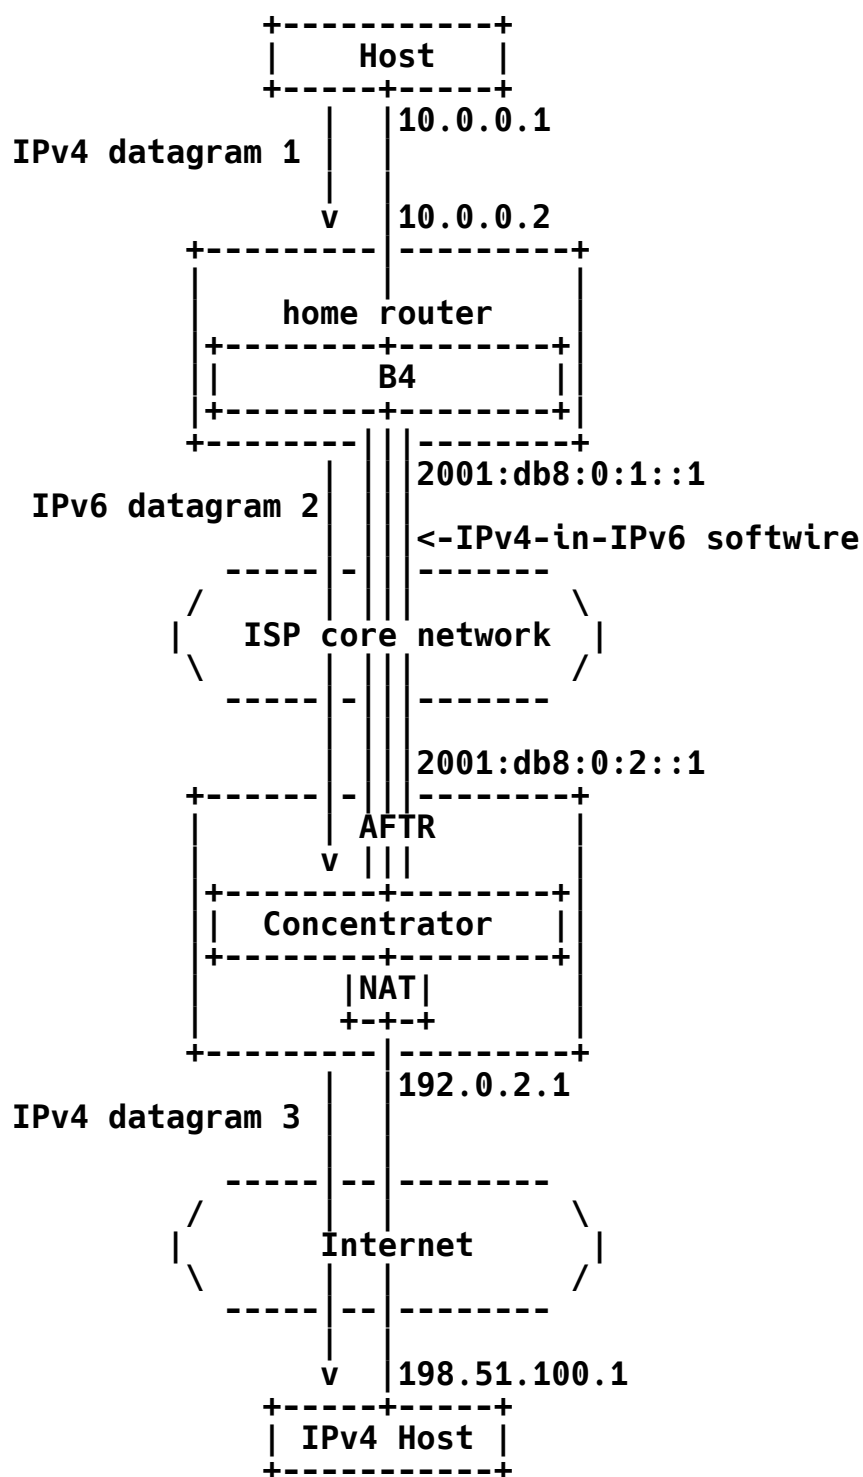 Host
10.0.0.1
IPv4 datagram 1
10.0.0.2
home router
B4
2001:db8:0:1::1
IPv6 datagram 2
<-IPv4-in-IPv6 softwire
ISP core network
2001:db8:0:2::1
AFTR
Concentrator
NAT
192.0.2.1
IPv4 datagram 3
Internet
198.51.100.1
IPv4 Host